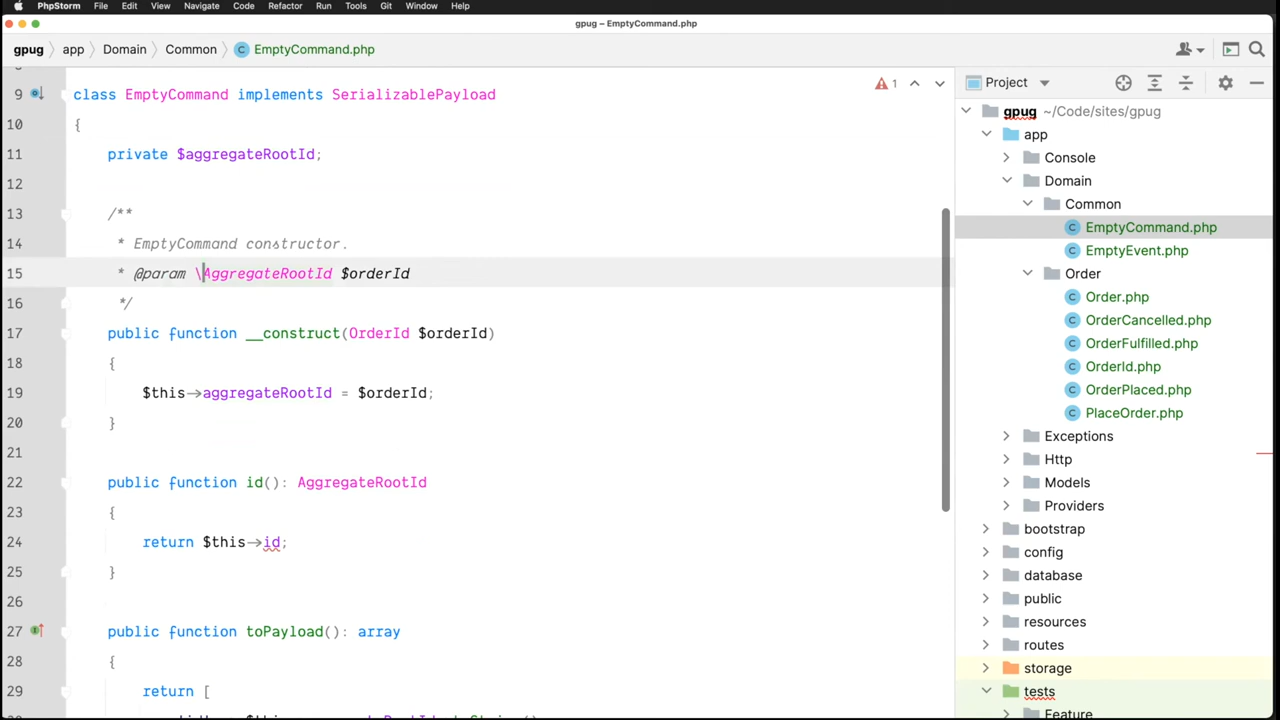 PhpStorm File Edit View Navigate Code Refactor Run Tools Git Window Help
gpug – EmptyCommand.php
gpug app Domain Common EmptyCommand.php
Project
1
9 class EmptyCommand implements SerializablePayload
10 {
11 private $aggregateRootId;
12
13 /**
14 * EmptyCommand constructor.
15 * @param \AggregateRootId $orderId
16 */
17 public function __construct(OrderId $orderId)
18 {
19 $this->aggregateRootId = $orderId;
20 }
21
22 public function id(): AggregateRootId
23 {
24 return $this->id;
25 }
26
27 public function toPayload(): array
28 {
29 return [
gpug ~/Code/sites/gpug
app
Console
Domain
Common
EmptyCommand.php
EmptyEvent.php
Order
Order.php
OrderCancelled.php
OrderFulfilled.php
OrderId.php
OrderPlaced.php
PlaceOrder.php
Exceptions
Http
Models
Providers
bootstrap
config
database
public
resources
routes
storage
tests
Feature